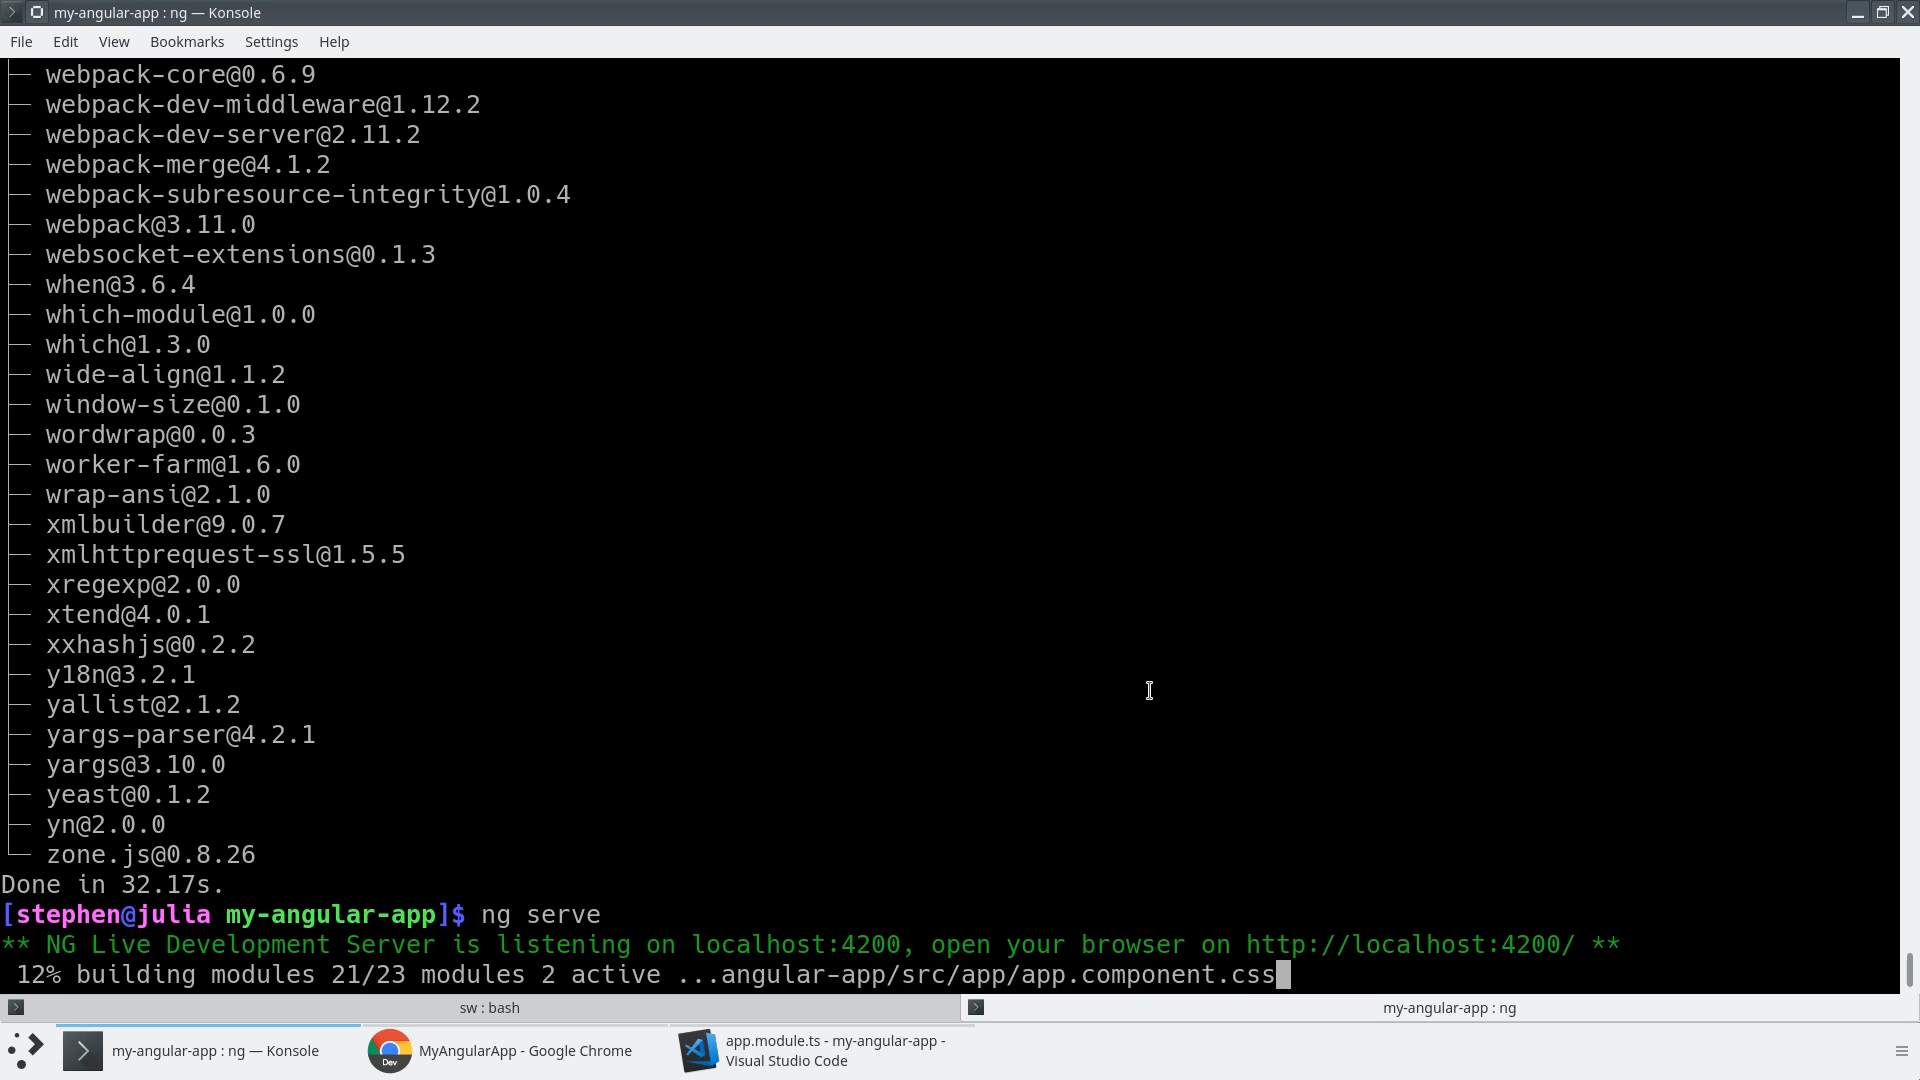 my-angular-app : ng — Konsole
File Edit View Bookmarks Settings Help
├── webpack-core@0.6.9
├── webpack-dev-middleware@1.12.2
├── webpack-dev-server@2.11.2
├── webpack-merge@4.1.2
├── webpack-subresource-integrity@1.0.4
├── webpack@3.11.0
├── websocket-extensions@0.1.3
├── when@3.6.4
├── which-module@1.0.0
├── which@1.3.0
├── wide-align@1.1.2
├── window-size@0.1.0
├── wordwrap@0.0.3
├── worker-farm@1.6.0
├── wrap-ansi@2.1.0
├── xmlbuilder@9.0.7
├── xmlhttprequest-ssl@1.5.5
├── xregexp@2.0.0
├── xtend@4.0.1
├── xxhashjs@0.2.2
├── y18n@3.2.1
├── yallist@2.1.2
├── yargs-parser@4.2.1
├── yargs@3.10.0
├── yeast@0.1.2
├── yn@2.0.0
└── zone.js@0.8.26
Done in 32.17s.
[stephen@julia my-angular-app]$ ng serve
** NG Live Development Server is listening on localhost:4200, open your browser on http://localhost:4200/ **
 12% building modules 21/23 modules 2 active ...angular-app/src/app/app.component.css
sw : bash
my-angular-app : ng
my-angular-app : ng — Konsole
Dev
MyAngularApp - Google Chrome
app.module.ts - my-angular-app -
Visual Studio Code